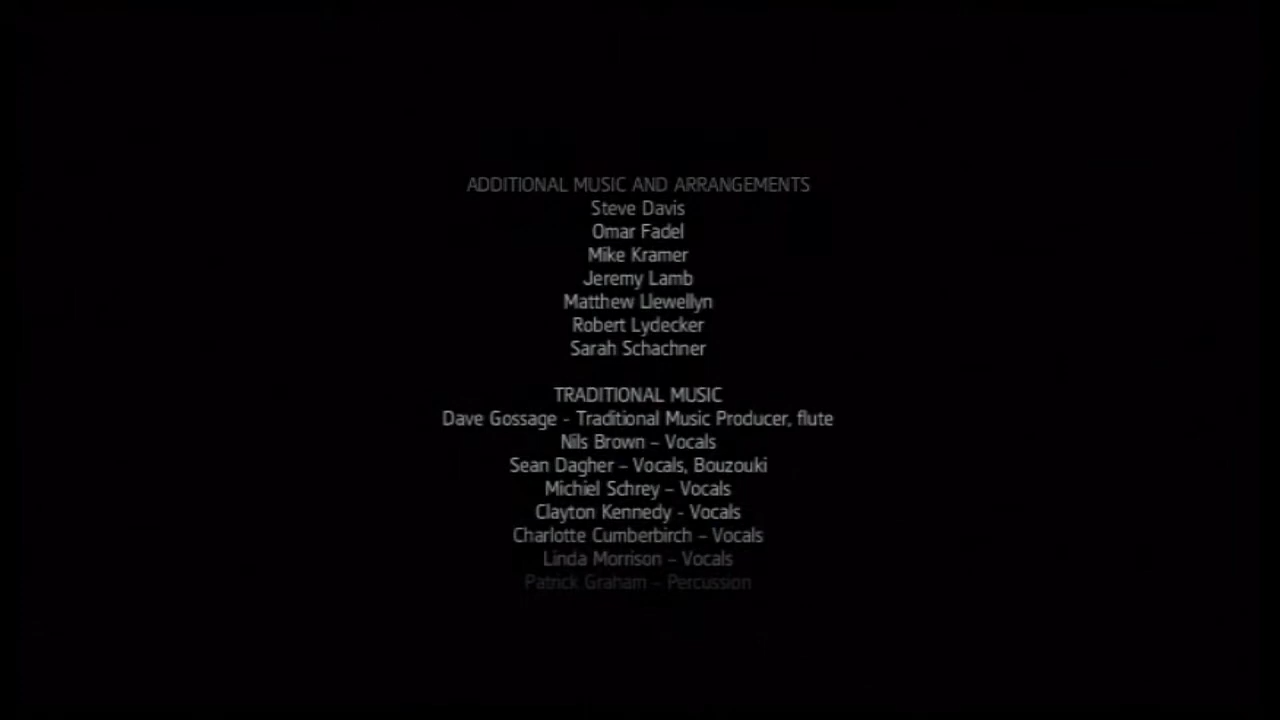 ADDITIONAL MUSIC AND ARRANGEMENTS
Steve Davis
Omar Fadel
Mike Kramer
Jeremy Lamb
Matthew Llewellyn
Robert Lydecker
Sarah Schachner
TRADITIONAL MUSIC
Dave Gossage - Traditional Music Producer, flute
Nils Brown – Vocals
Sean Dagher – Vocals, Bouzouki
Michiel Schrey – Vocals
Clayton Kennedy - Vocals
Charlotte Cumberbirch – Vocals
Linda Morrison – Vocals
Patrick Graham – Percussion